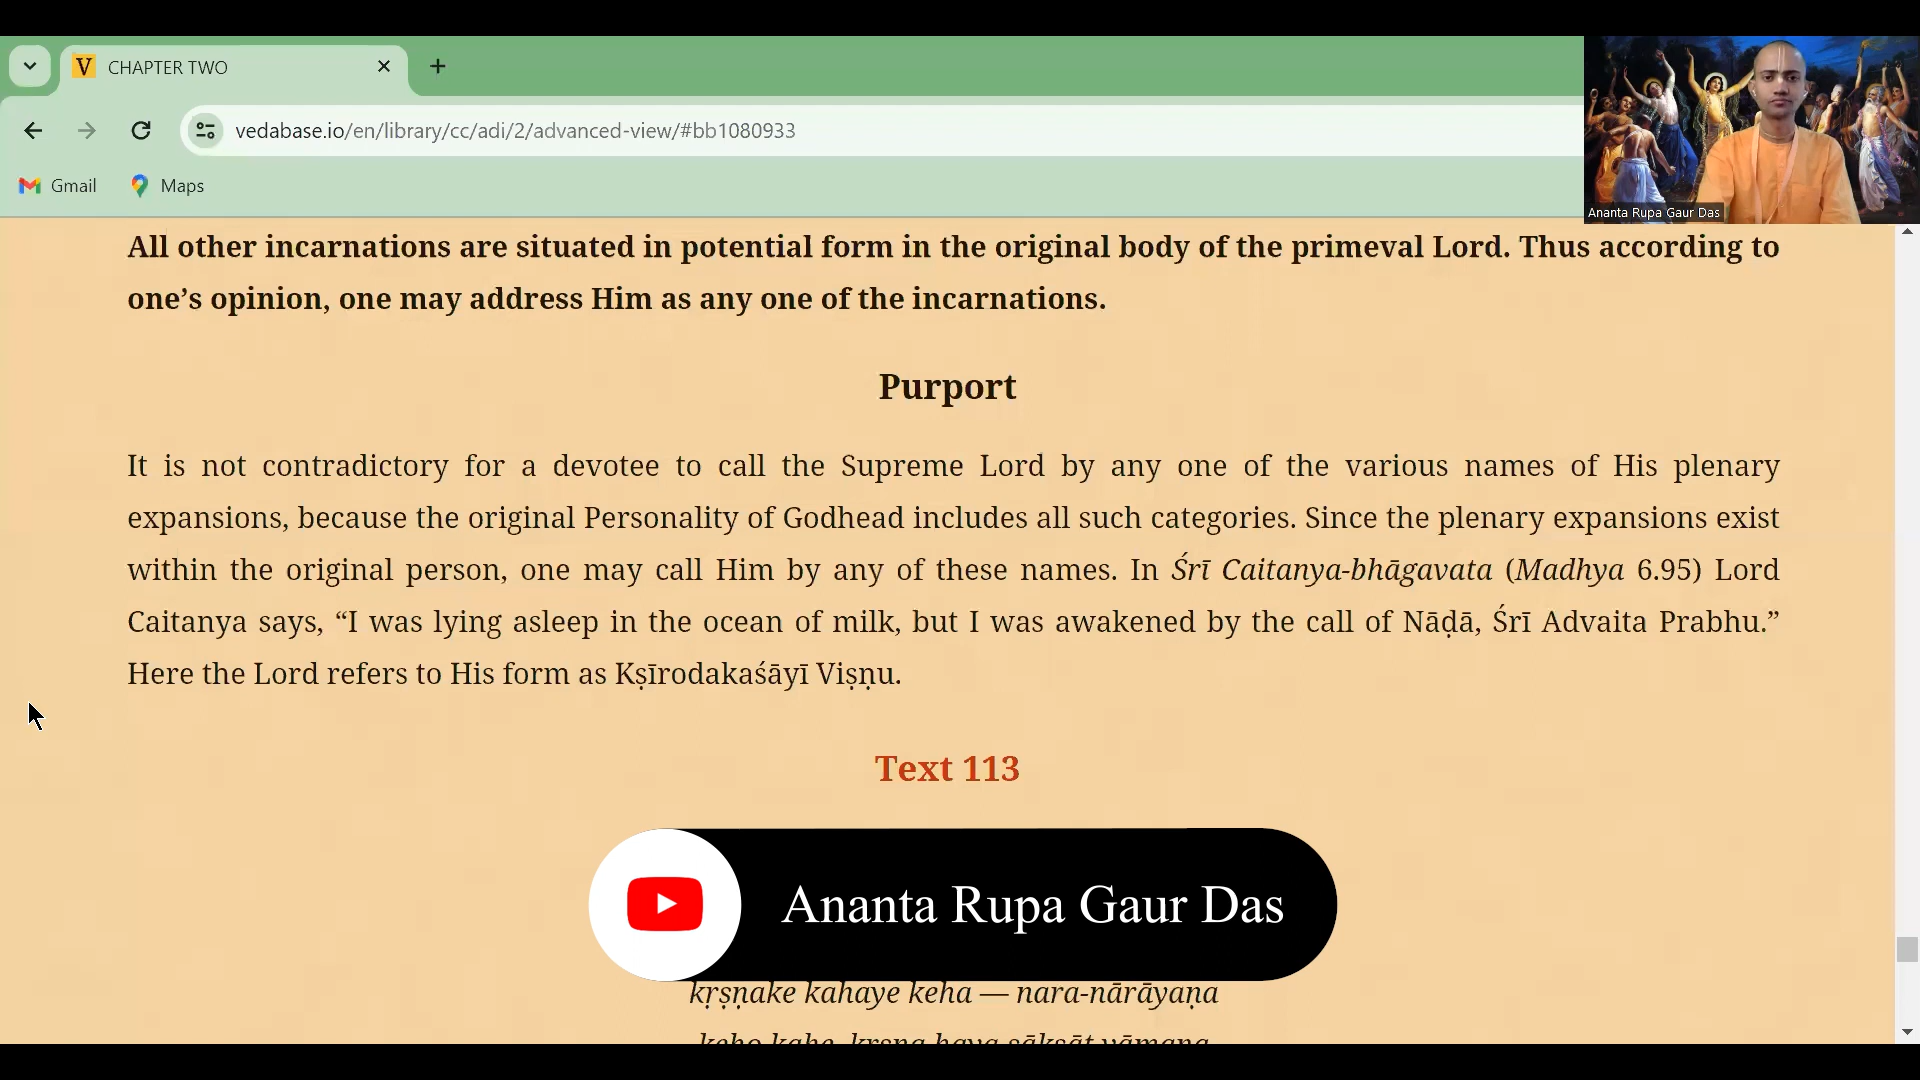 CHAPTER TWO
vedabase.io/en/library/cc/adi/2/advanced-view/#bb1080933
Gmail Maps
Ananta Rupa Gaur Das
All other incarnations are situated in potential form in the original body of the primeval Lord. Thus according to
one’s opinion, one may address Him as any one of the incarnations.
Purport
It is not contradictory for a devotee to call the Supreme Lord by any one of the various names of His plenary
expansions, because the original Personality of Godhead includes all such categories. Since the plenary expansions exist
within the original person, one may call Him by any of these names. In Śrī Caitanya-bhāgavata (Madhya 6.95) Lord
Caitanya says, “I was lying asleep in the ocean of milk, but I was awakened by the call of Nāḍā, Śrī Advaita Prabhu.”
Here the Lord refers to His form as Kṣīrodakaśāyī Viṣṇu.
Text 113
Ananta Rupa Gaur Das
kṛṣṇake kahaye keha — nara-nārāyaṇa
keho kahe, kṛṣṇa haya sākṣāt vāmana